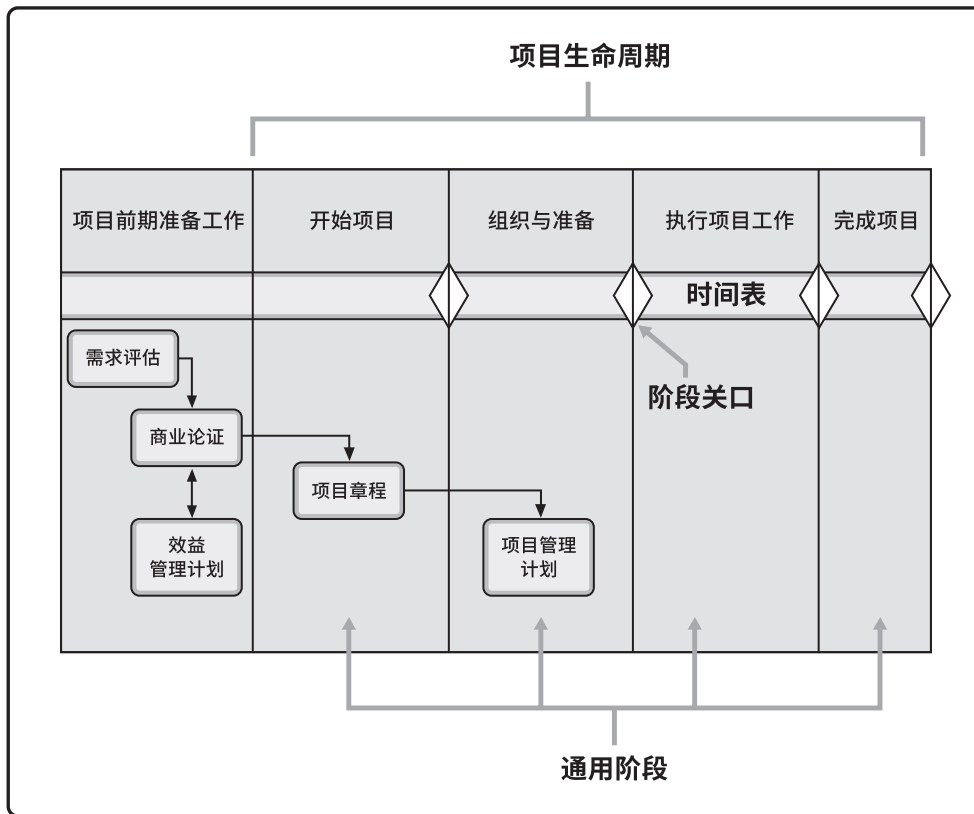 项目生命周期
项目前期准备工作
开始项目
组织与准备
执行项目工作
完成项目
时间表
需求评估
阶段关口
商业论证
项目章程
效益
管理计划
项目管理
计划
通用阶段